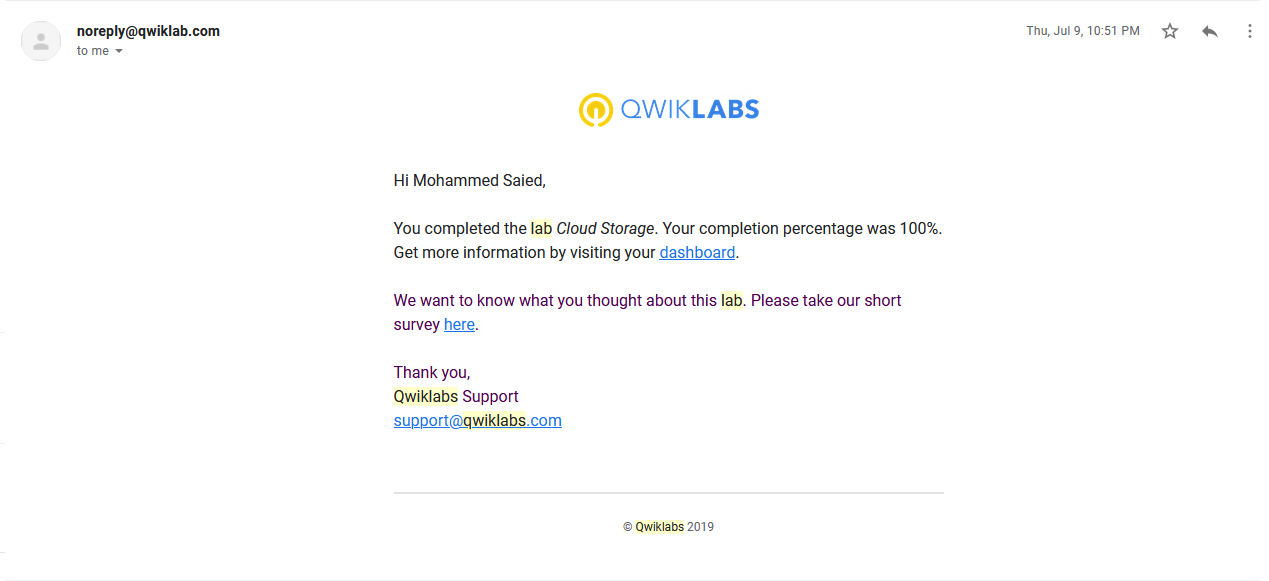 noreply@qwiklab.com
Thu, Jul 9, 10:51 PM
to me
QWIKLABS
Hi Mohammed Saied,
You completed the lab Cloud Storage. Your completion percentage was 100%.
Get more information by visiting your dashboard.
We want to know what you thought about this lab. Please take our short
survey here.
Thank you,
Qwiklabs Support
support@qwiklabs.com
© Qwiklabs 2019